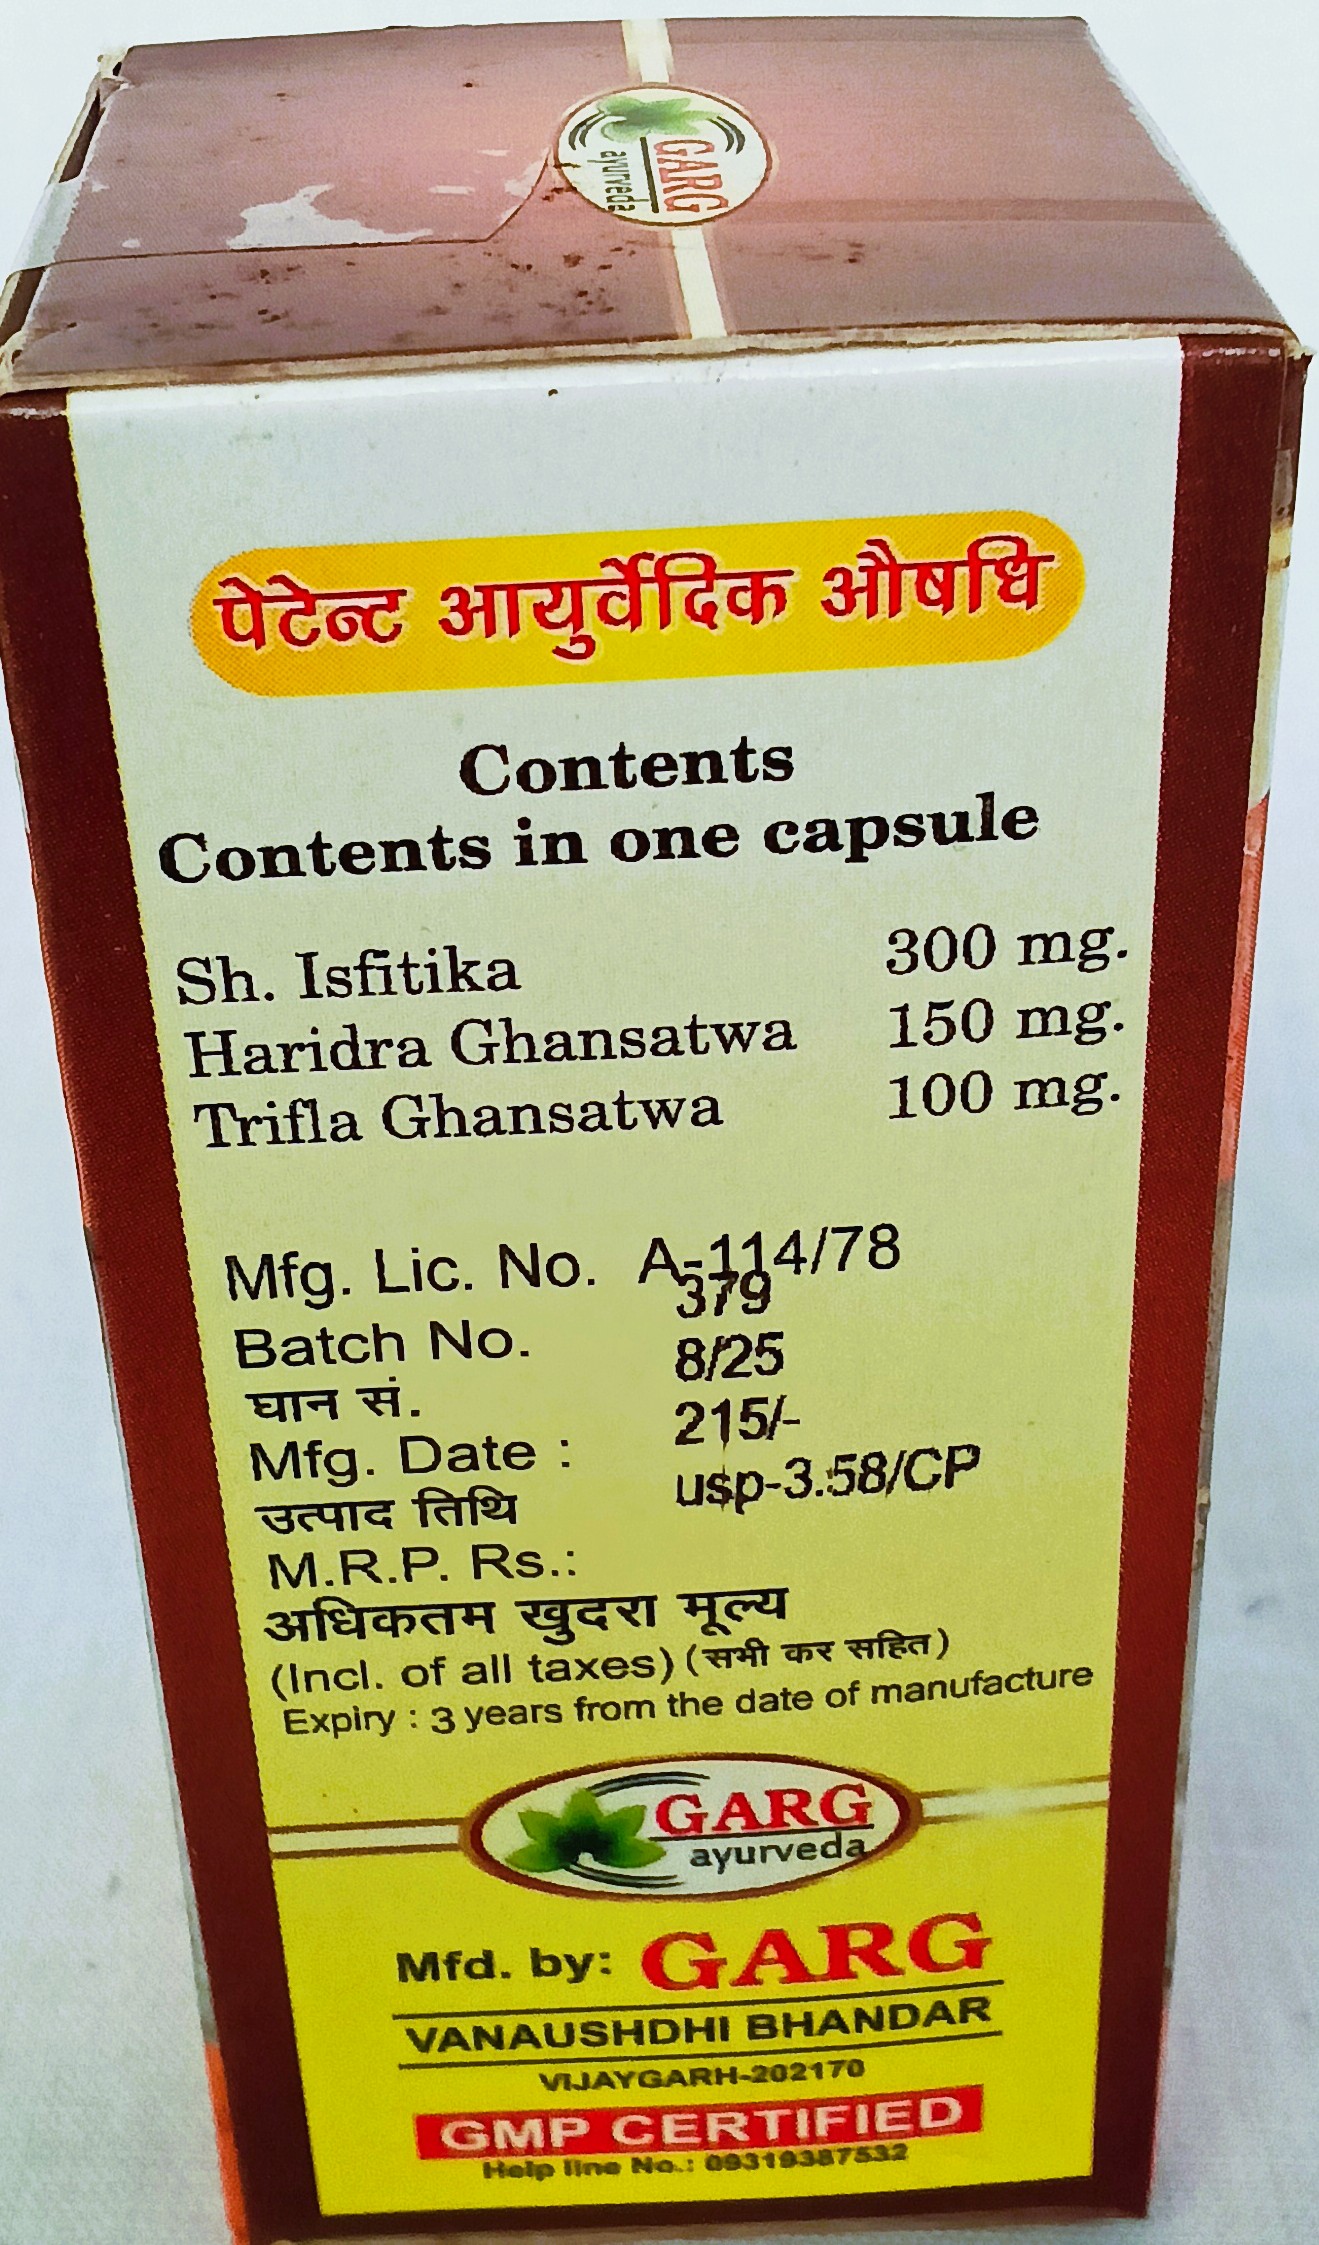 GARG
ayurveda
पेटेन्ट आयुर्वेदिक औषधि
Contents
Contents in one capsule
Sh. Isfitika 300 mg.
Haridra Ghansatwa 150 mg.
Trifla Ghansatwa 100 mg.
Mfg. Lic. No. A-114/78
379
Batch No.
8/25
घान सं.
215/-
Mfg. Date :
usp-3.58/CP
उत्पाद तिथि
M.R.P. Rs.:
अधिकतम खुदरा मूल्य
(Incl. of all taxes) (सभी कर सहित)
Expiry : 3 years from the date of manufacture
GARG
ayurveda
Mfd. by: GARG
VANAUSHDHI BHANDAR
VIJAYGARH-202170
GMP CERTIFIED
Help line No.: 09319387532